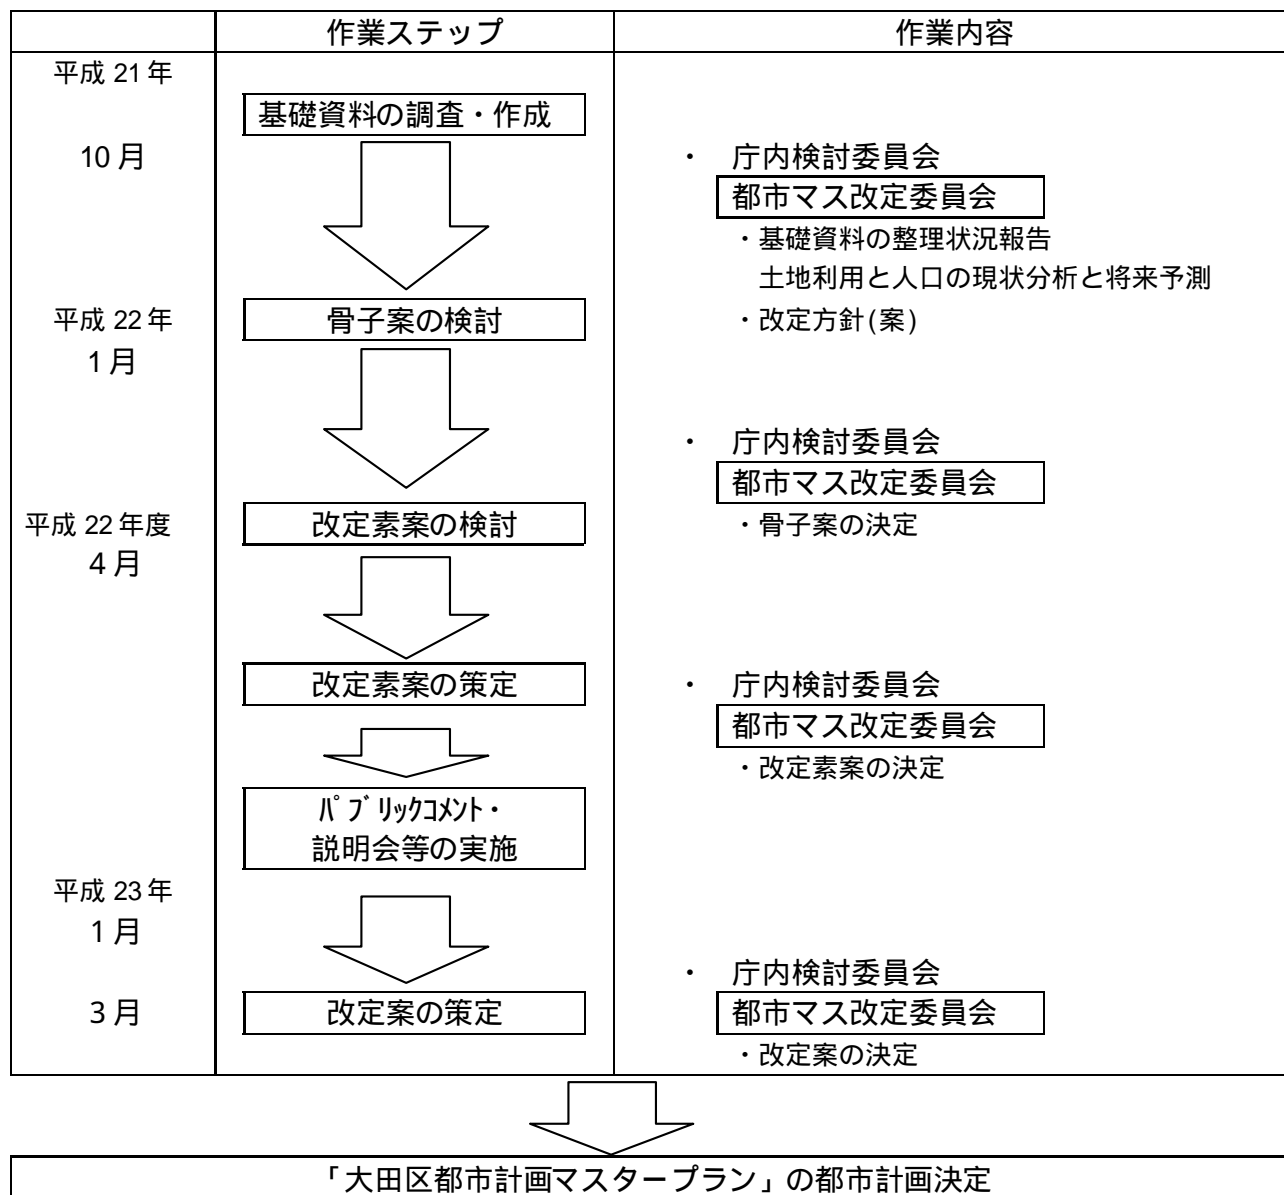 作業ステップ 作業内容
平成 21 年
基礎資料の調査・作成
10 月 ・ 庁内検討委員会
都市マス改定委員会
・基礎資料の整理状況報告
土地利用と人口の現状分析と将来予測
平成 22 年 骨子案の検討 ・改定方針(案)
1 月
・ 庁内検討委員会
都市マス改定委員会
平成 22 年度 改定素案の検討 ・骨子案の決定
4 月
改定素案の策定 ・ 庁内検討委員会
都市マス改定委員会
・改定素案の決定
パブリックコメント・
説明会等の実施
平成 23 年
1 月
・ 庁内検討委員会
3 月 改定案の策定 都市マス改定委員会
・改定案の決定
「大田区都市計画マスタープラン」の都市計画決定